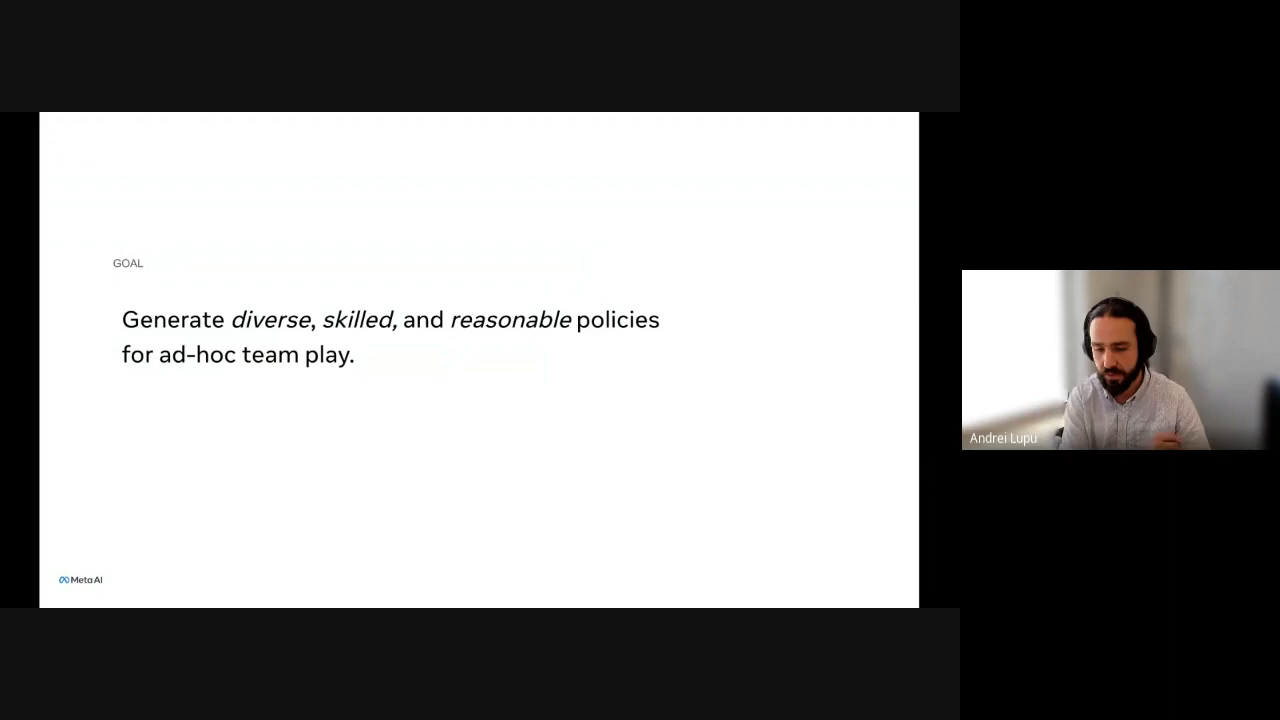 GOAL
Generate diverse, skilled, and reasonable policies
for ad-hoc team play.
Meta AI
Andrei Lupu